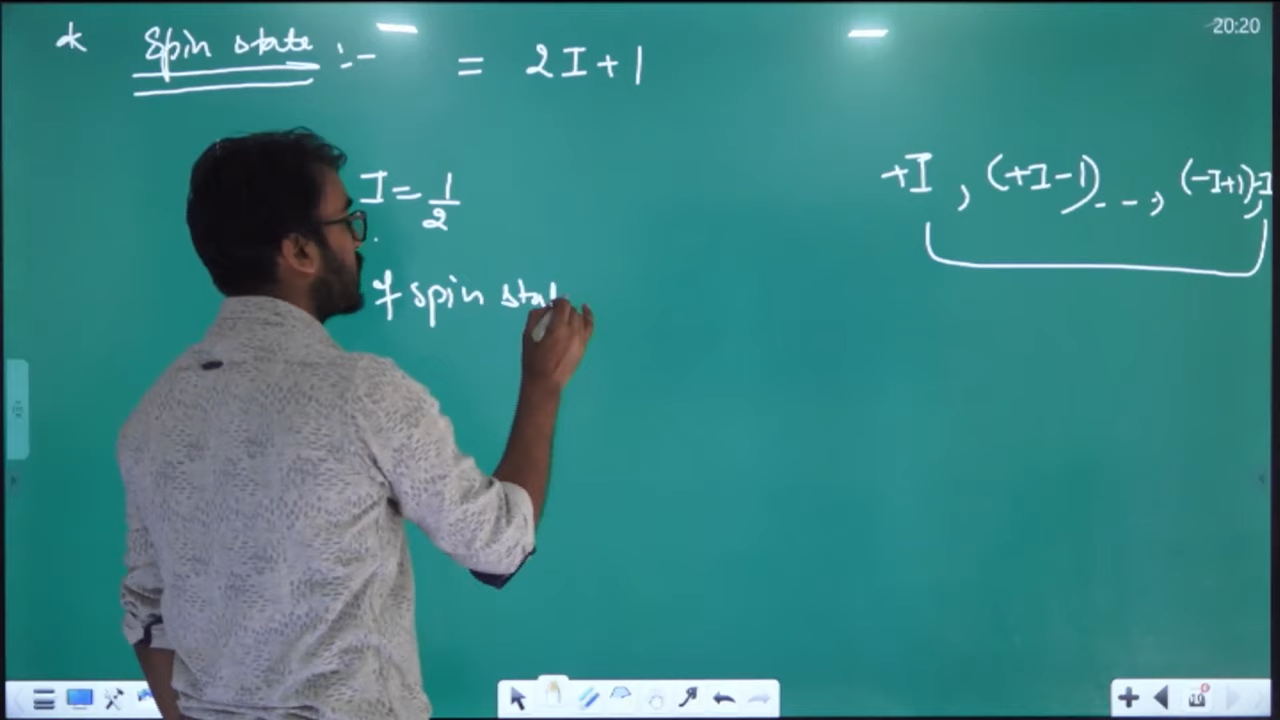 20:20
* Spin state :- = 2I+1
+I , (+I-1) - - , (-I+1),-I
I = 1/2
# spin stat